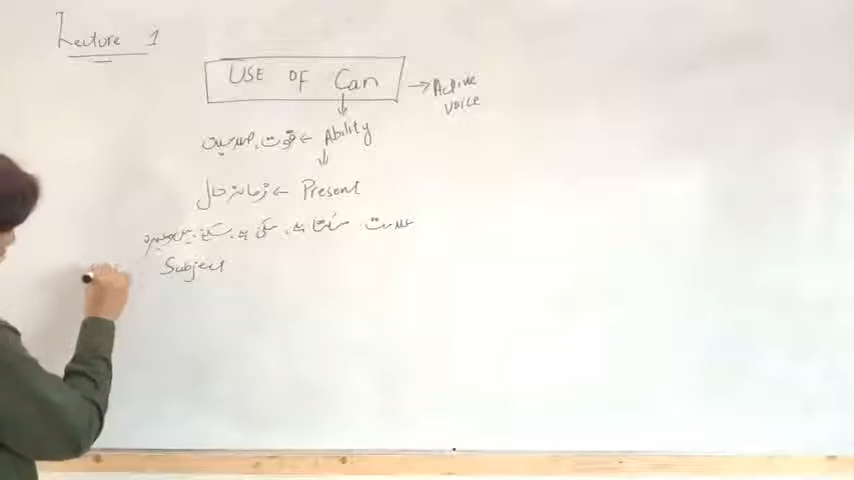 Lecture 1
USE OF Can → Active voice
↓
Ability → قوت، صلاحیت
↓
Present → زمانہ حال
علامت سکتا ہے، سکتی ہے، سکتے ہیں وغیرہ
Subject